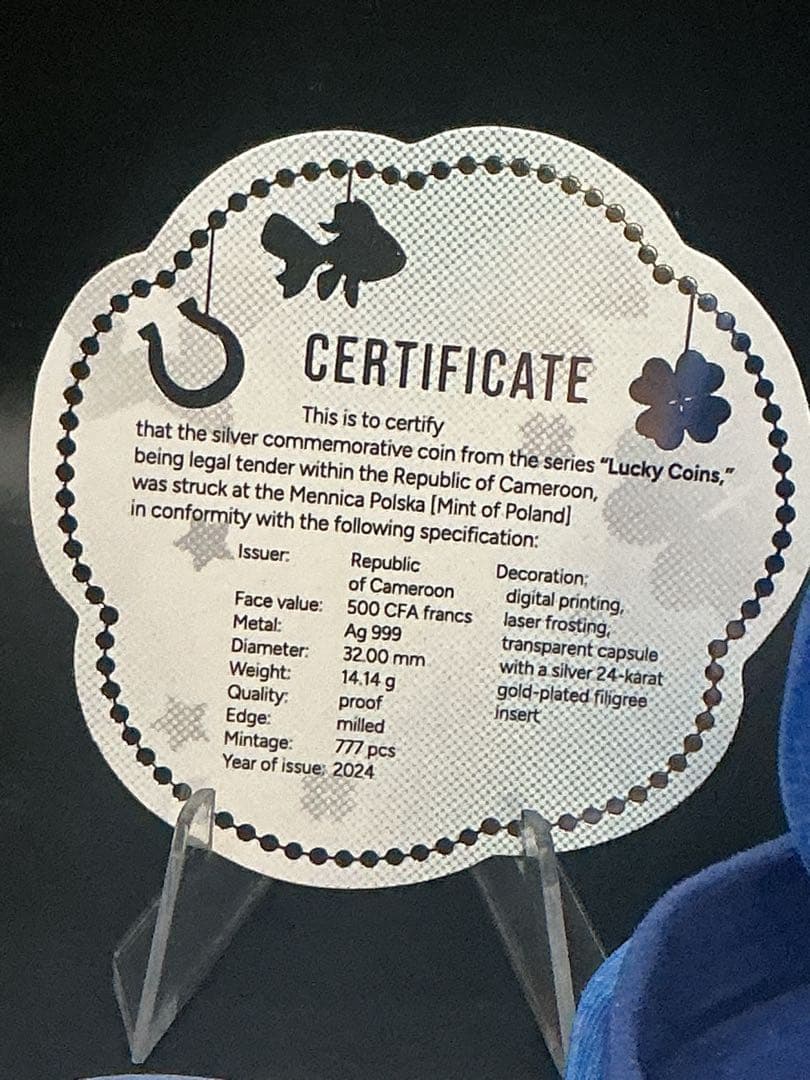 CERTIFICATE
This is to certify
that the silver commemorative coin from the series “Lucky Coins,”
being legal tender within the Republic of Cameroon,
was struck at the Mennica Polska [Mint of Poland]
in conformity with the following specification:
Issuer: Republic
of Cameroon
Face value: 500 CFA francs
Metal: Ag 999
Diameter: 32.00 mm
Weight: 14.14 g
Quality: proof
Edge: milled
Mintage: 777 pcs
Year of issue: 2024
Decoration:
digital printing,
laser frosting,
transparent capsule
with a silver 24-karat
gold-plated filigree
insert